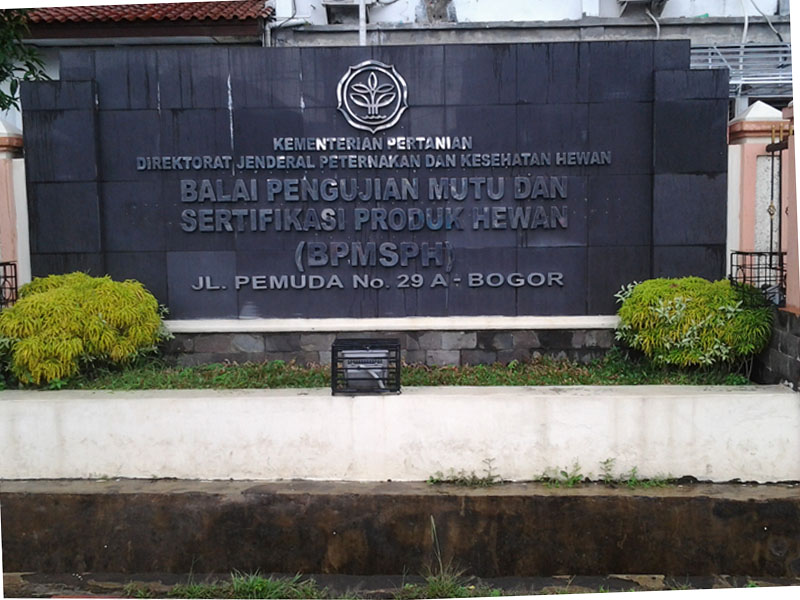 KEMENTERIAN PERTANIAN
DIREKTORAT JENDERAL PETERNAKAN DAN KESEHATAN HEWAN
BALAI PENGUJIAN MUTU DAN
SERTIFIKASI PRODUK HEWAN
(BPMSPH)
JL. PEMUDA No. 29 A - BOGOR